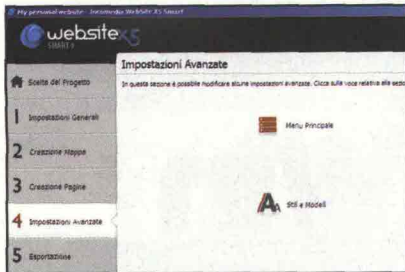 My personal website - Incomedia WebSite X5 Smart
website x5
SMART
Impostazioni Avanzate
Scelta del Progetto
In questa sezione è possibile modificare alcune impostazioni avanzate. Clicca sulla voce relativa alla sezio
1 Impostazioni Generali
Menu Principale
2 Creazione Mappa
3 Creazione Pagine
Stili e Modelli
4 Impostazioni Avanzate
5 Esportazione